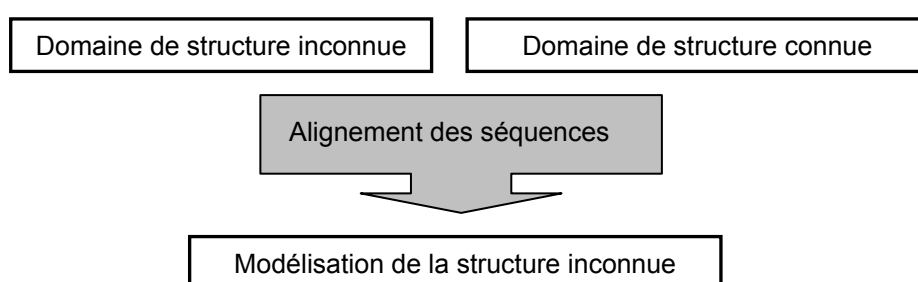 Domaine de structure inconnue
Domaine de structure connue
Alignement des séquences
Modélisation de la structure inconnue